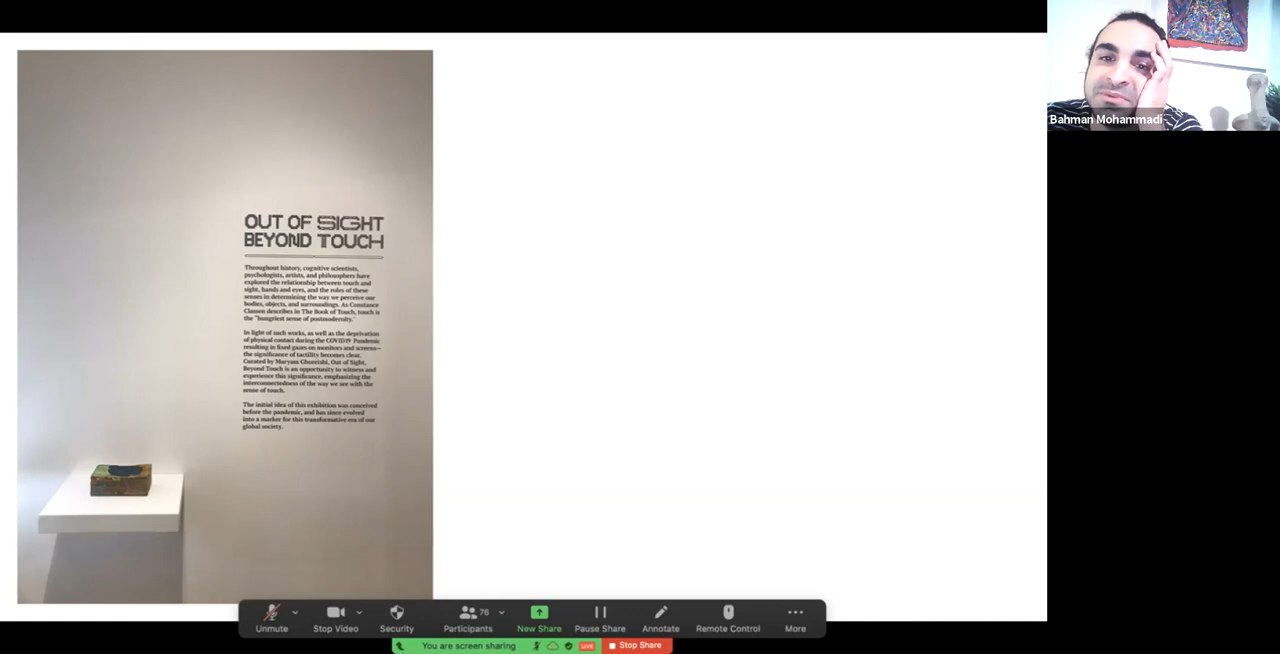 Bahman Mohammadi
OUT OF SIGHT
BEYOND TOUCH
Throughout history, cognitive scientists,
psychologists, artists, and philosophers have
explored the relationship between touch and
sight, hands and eyes, and the roles of these
senses in determining the way we perceive our
bodies, objects, and surroundings. As Constance
Classen describes in The Book of Touch, touch is
the "hungriest sense of postmodernity."
In light of such works, as well as the deprivation
of physical contact during the COVID19 Pandemic
resulting in fixed gazes on monitors and screens—
the significance of tactility becomes clear.
Curated by Maryam Ghoreishi, Out of Sight,
Beyond Touch is an opportunity to witness and
experience this significance, emphasizing the
interconnectedness of the way we see with the
sense of touch.
The initial idea of this exhibition was conceived
before the pandemic, and has since evolved
into a marker for this transformative era of our
global society.
76
Unmute Stop Video Security Participants New Share Pause Share Annotate Remote Control More
You are screen sharing LIVE Stop Share